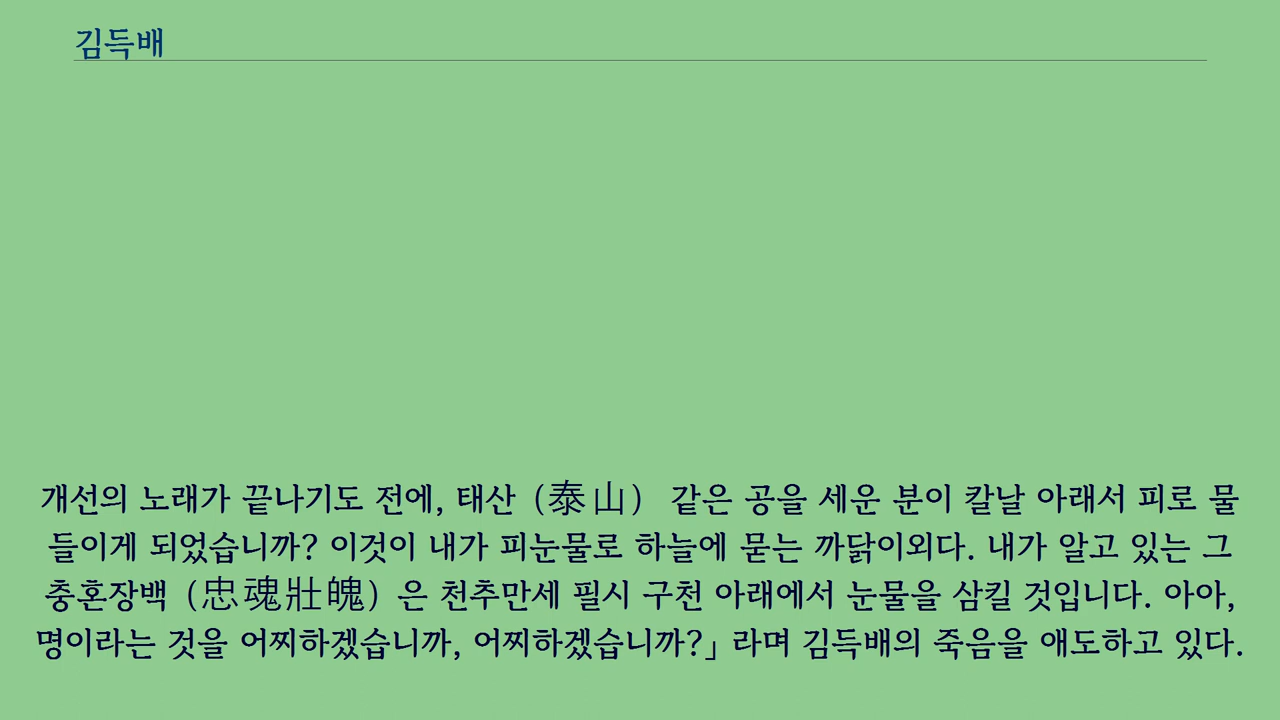 김득배
개선의 노래가 끝나기도 전에, 태산（泰山） 같은 공을 세운 분이 칼날 아래서 피로 물
들이게 되었습니까? 이것이 내가 피눈물로 하늘에 묻는 까닭이외다. 내가 알고 있는 그
충혼장백（忠魂壯魄）은 천추만세 필시 구천 아래에서 눈물을 삼킬 것입니다. 아아,
명이라는 것을 어찌하겠습니까, 어찌하겠습니까?」 라며 김득배의 죽음을 애도하고 있다.